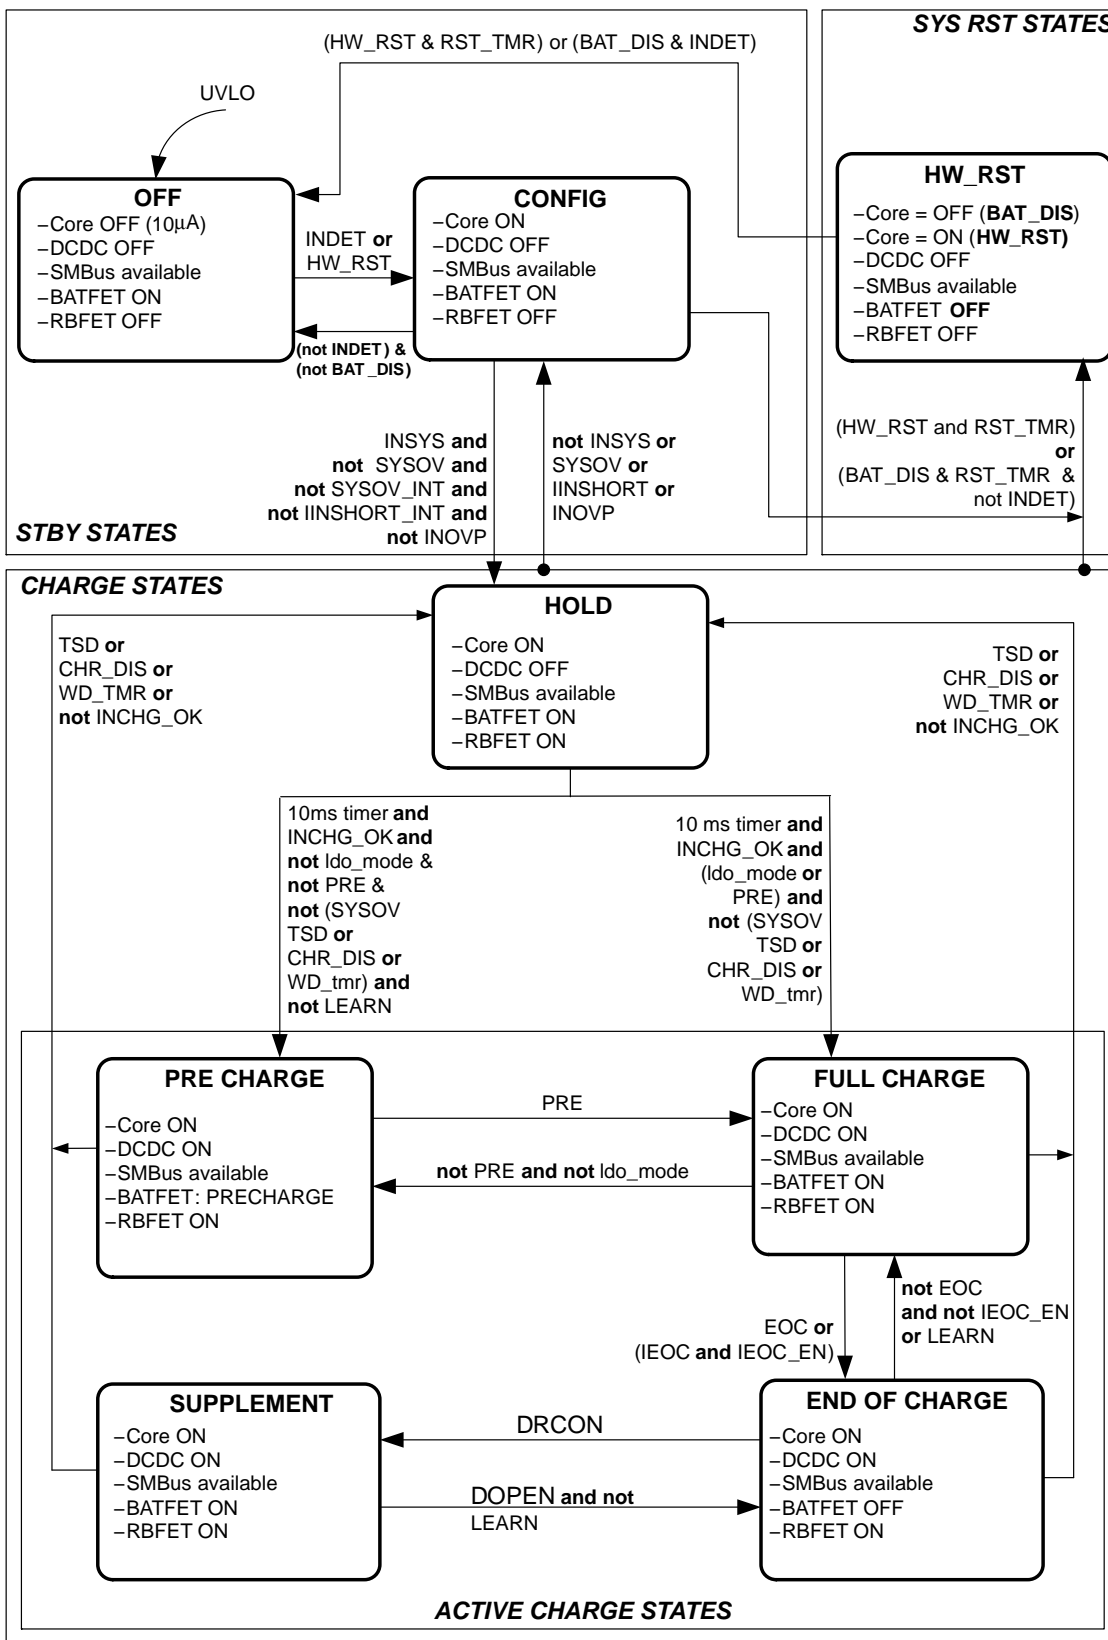 SYS RST STATES
(HW_RST & RST_TMR) or (BAT_DIS & INDET)
UVLO
OFF
–Core OFF (10μA)
–DCDC OFF
–SMBus available
–BATFET ON
–RBFET OFF
INDET or
HW_RST
(not INDET) &
(not BAT_DIS)
CONFIG
–Core ON
–DCDC OFF
–SMBus available
–BATFET ON
–RBFET OFF
HW_RST
–Core = OFF (BAT_DIS)
–Core = ON (HW_RST)
–DCDC OFF
–SMBus available
–BATFET OFF
–RBFET OFF
INSYS and
not SYSOV and
not SYSOV_INT and
not IINSHORT_INT and
not INOVP
not INSYS or
SYSOV or
IINSHORT or
INOVP
(HW_RST and RST_TMR)
or
(BAT_DIS & RST_TMR &
not INDET)
STBY STATES
CHARGE STATES
TSD or
CHR_DIS or
WD_TMR or
not INCHG_OK
HOLD
–Core ON
–DCDC OFF
–SMBus available
–BATFET ON
–RBFET ON
TSD or
CHR_DIS or
WD_TMR or
not INCHG_OK
10ms timer and
INCHG_OK and
not ldo_mode &
not PRE &
not (SYSOV
TSD or
CHR_DIS or
WD_tmr) and
not LEARN
10 ms timer and
INCHG_OK and
(ldo_mode or
PRE) and
not (SYSOV
TSD or
CHR_DIS or
WD_tmr)
PRE CHARGE
–Core ON
–DCDC ON
–SMBus available
–BATFET: PRECHARGE
–RBFET ON
PRE
not PRE and not ldo_mode
FULL CHARGE
–Core ON
–DCDC ON
–SMBus available
–BATFET ON
–RBFET ON
EOC or
(IEOC and IEOC_EN)
not EOC
and not IEOC_EN
or LEARN
SUPPLEMENT
–Core ON
–DCDC ON
–SMBus available
–BATFET ON
–RBFET ON
DRCON
DOPEN and not
LEARN
END OF CHARGE
–Core ON
–DCDC ON
–SMBus available
–BATFET OFF
–RBFET ON
ACTIVE CHARGE STATES